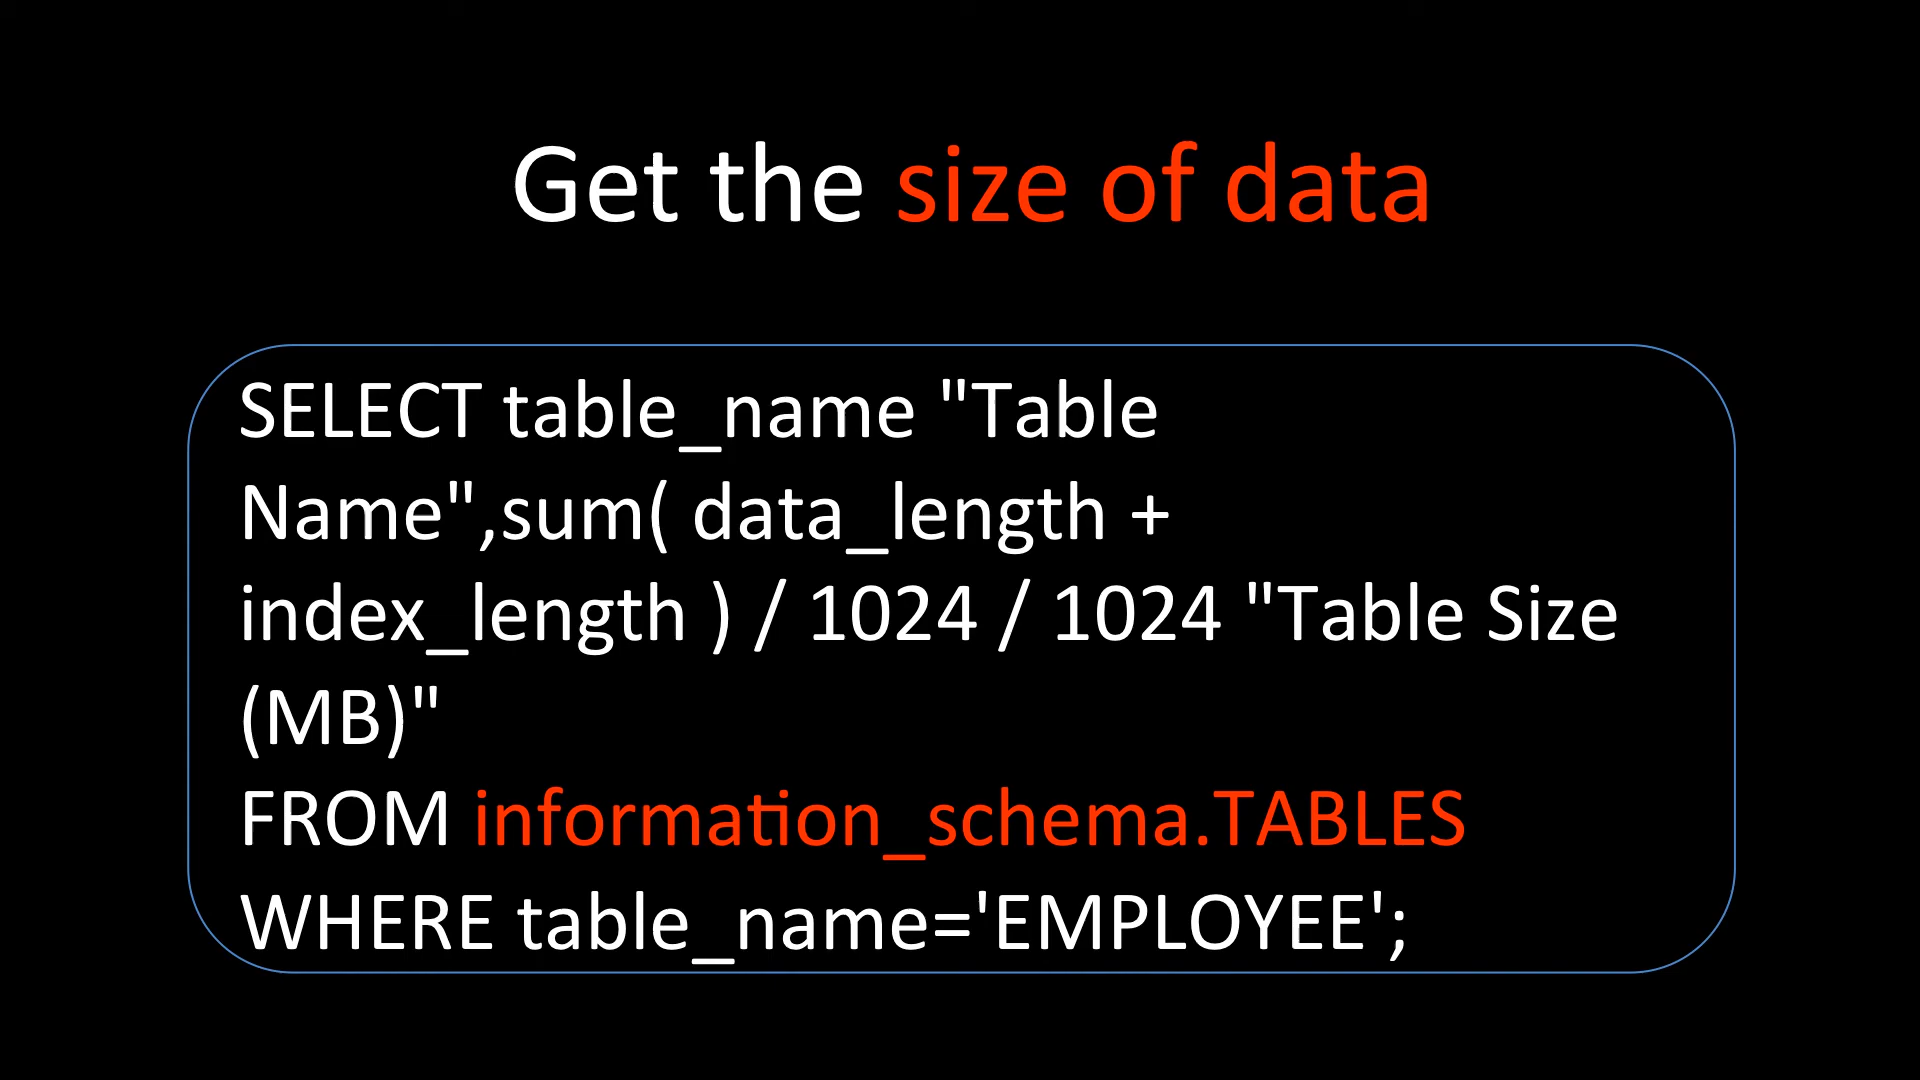 Get the size of data
SELECT table_name "Table
Name",sum( data_length +
index_length ) / 1024 / 1024 "Table Size
(MB)"
FROM information_schema.TABLES
WHERE table_name='EMPLOYEE';